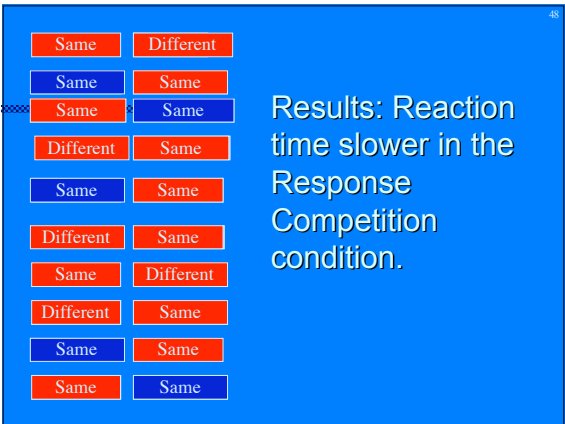 48
Same Different
Same Same
Same Same
Different Same
Same Same
Different Same
Same Different
Different Same
Same Same
Same Same
Results: Reaction
time slower in the
Response
Competition
condition.